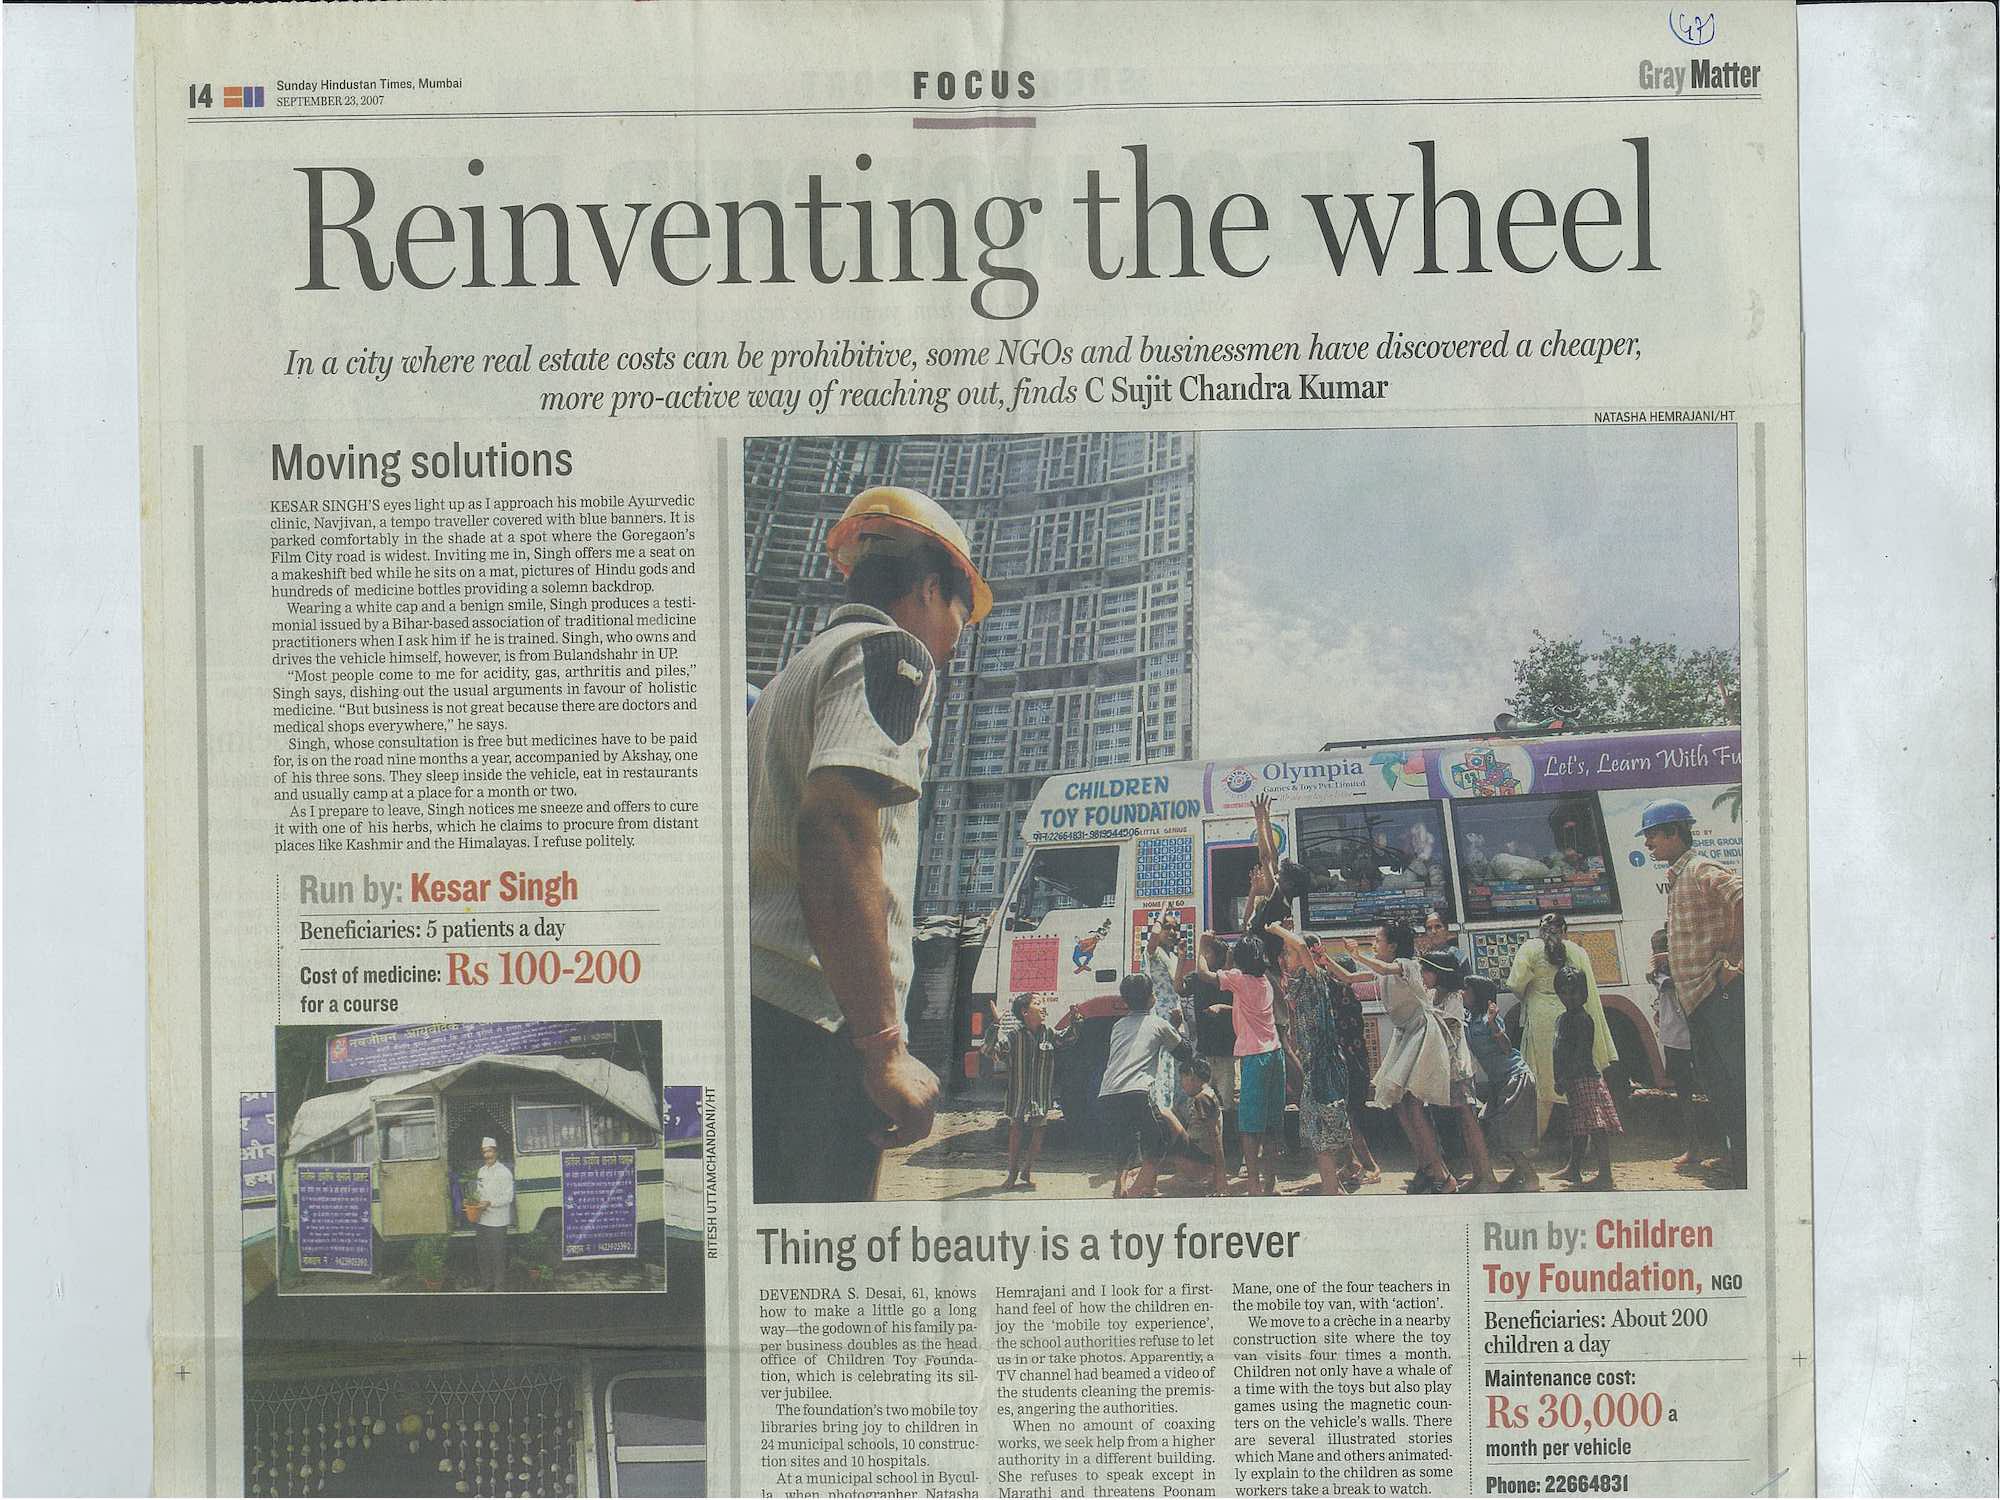 14
Sunday Hindustan Times, Mumbai
SEPTEMBER 23, 2007
FOCUS
Gray Matter
47
Reinventing the wheel
In a city where real estate costs can be prohibitive, some NGOs and businessmen have discovered a cheaper,
more pro-active way of reaching out, finds C Sujit Chandra Kumar
NATASHA HEMRAJANI/HT
Moving solutions
KESAR SINGH'S eyes light up as I approach his mobile Ayurvedic
clinic, Navjivan, a tempo traveller covered with blue banners. It is
parked comfortably in the shade at a spot where the Goregaon's
Film City road is widest. Inviting me in, Singh offers me a seat on
a makeshift bed while he sits on a mat, pictures of Hindu gods and
hundreds of medicine bottles providing a solemn backdrop.
Wearing a white cap and a benign smile, Singh produces a testi-
monial issued by a Bihar-based association of traditional medicine
practitioners when I ask him if he is trained. Singh, who owns and
drives the vehicle himself, however, is from Bulandshahr in UP.
"Most people come to me for acidity, gas, arthritis and piles,"
Singh says, dishing out the usual arguments in favour of holistic
medicine. "But business is not great because there are doctors and
medical shops everywhere," he says.
Singh, whose consultation is free but medicines have to be paid
for, is on the road nine months a year, accompanied by Akshay, one
of his three sons. They sleep inside the vehicle, eat in restaurants
and usually camp at a place for a month or two.
As I prepare to leave, Singh notices me sneeze and offers to cure
it with one of his herbs, which he claims to procure from distant
places like Kashmir and the Himalayas. I refuse politely.
Run by: Kesar Singh
Beneficiaries: 5 patients a day
Cost of medicine: Rs 100-200
for a course
नवजीवन आयुर्वेदिक
RITESH UTTAMCHANDANI/HT
CHILDREN
TOY FOUNDATION
22664831-9819544506
LITTLE GENIUS
Olympia
Games & Toys Pvt. Limited
Let's, Learn With Fu
Thing of beauty is a toy forever
DEVENDRA S. Desai, 61, knows
how to make a little go a long
way—the godown of his family pa-
per business doubles as the head
office of Children Toy Founda-
tion, which is celebrating its sil-
ver jubilee.
The foundation's two mobile toy
libraries bring joy to children in
24 municipal schools, 10 construc-
tion sites and 10 hospitals.
At a municipal school in Bycul-
la, when photographer Natasha
Hemrajani and I look for a first-
hand feel of how the children en-
joy the 'mobile toy experience',
the school authorities refuse to let
us in or take photos. Apparently, a
TV channel had beamed a video of
the students cleaning the premis-
es, angering the authorities.
When no amount of coaxing
works, we seek help from a higher
authority in a different building.
She refuses to speak except in
Marathi and threatens Poonam
Mane, one of the four teachers in
the mobile toy van, with 'action'.
We move to a crèche in a nearby
construction site where the toy
van visits four times a month.
Children not only have a whale of
a time with the toys but also play
games using the magnetic coun-
ters on the vehicle's walls. There
are several illustrated stories
which Mane and others animated-
ly explain to the children as some
workers take a break to watch.
Run by: Children
Toy Foundation, NGO
Beneficiaries: About 200
children a day
Maintenance cost:
Rs 30,000 a
month per vehicle
Phone: 22664831